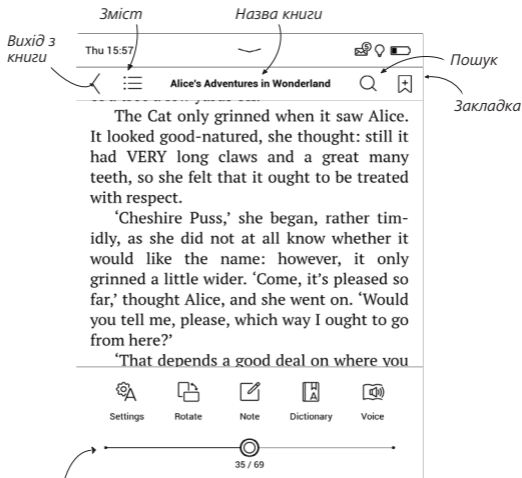 Зміст
Назва книги
Вихід з
книги
Thu 15:57
5
Пошук
Alice's Adventures in Wonderland
Закладка
The Cat only grinned when it saw Alice.
It looked good-natured, she thought: still it
had VERY long claws and a great many
teeth, so she felt that it ought to be treated
with respect.
‘Cheshire Puss,’ she began, rather tim-
idly, as she did not at all know whether it
would like the name: however, it only
grinned a little wider. ‘Come, it’s pleased so
far,’ thought Alice, and she went on. ‘Would
you tell me, please, which way I ought to go
from here?’
‘That depends a good deal on where you
Settings
Rotate
Note
Dictionary
Voice
35 / 69